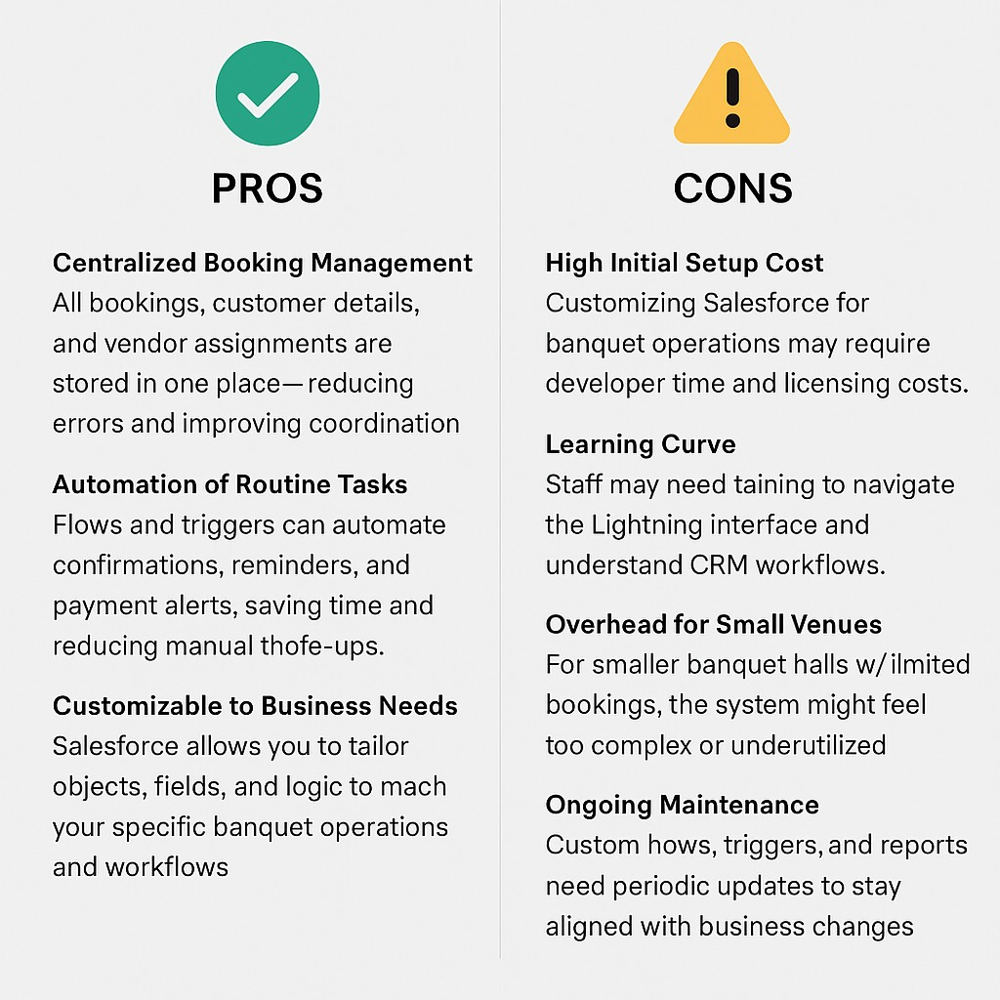 PROS
Centralized Booking Management
All bookings, customer details,
and vendor assignments are
stored in one place—reducing
errors and improving coordination
Automation of Routine Tasks
Flows and triggers can automate
confirmations, reminders, and
payment alerts, saving time and
reducing manual thofe-ups.
Customizable to Business Needs
Salesforce allows you to tailor
objects, fields, and logic to mach
your specific banquet operations
and workflows
CONS
High Initial Setup Cost
Customizing Salesforce for
banquet operations may require
developer time and licensing costs.
Learning Curve
Staff may need taining to navigate
the Lightning interface and
understand CRM workflows.
Overhead for Small Venues
For smaller banquet halls w/ilmited
bookings, the system might feel
too complex or underutilized
Ongoing Maintenance
Custom hows, triggers, and reports
need periodic updates to stay
aligned with business changes